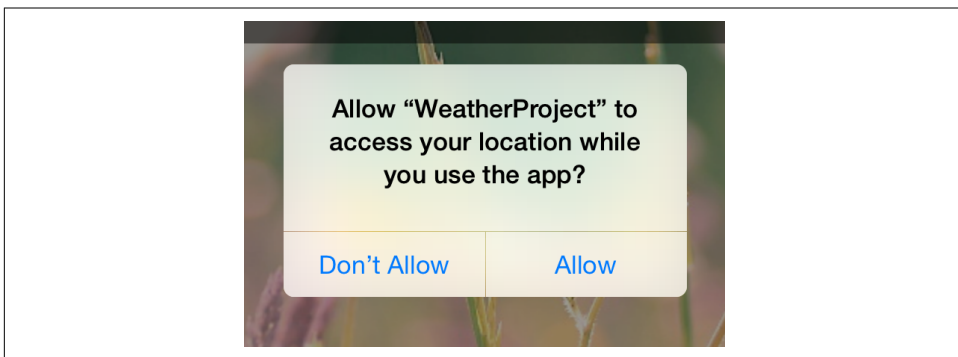 Allow “WeatherProject” to
access your location while
you use the app?
Don’t Allow
Allow